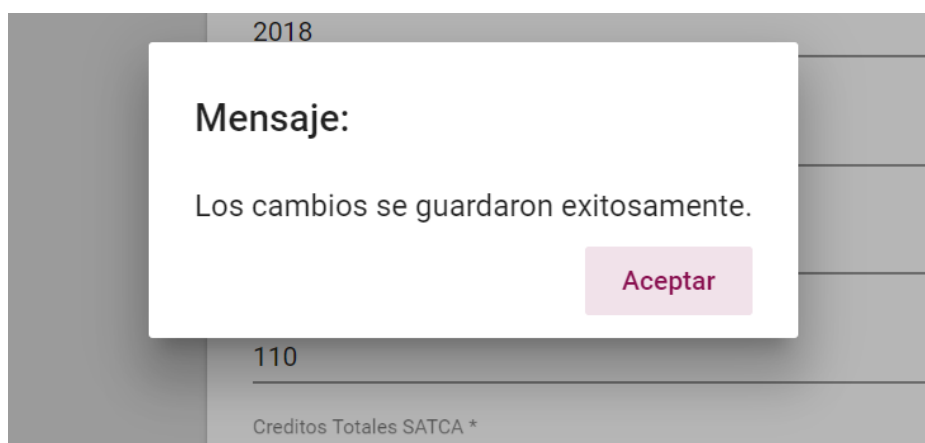 2018
Mensaje:
Los cambios se guardaron exitosamente.
Aceptar
110
Creditos Totales SATCA *